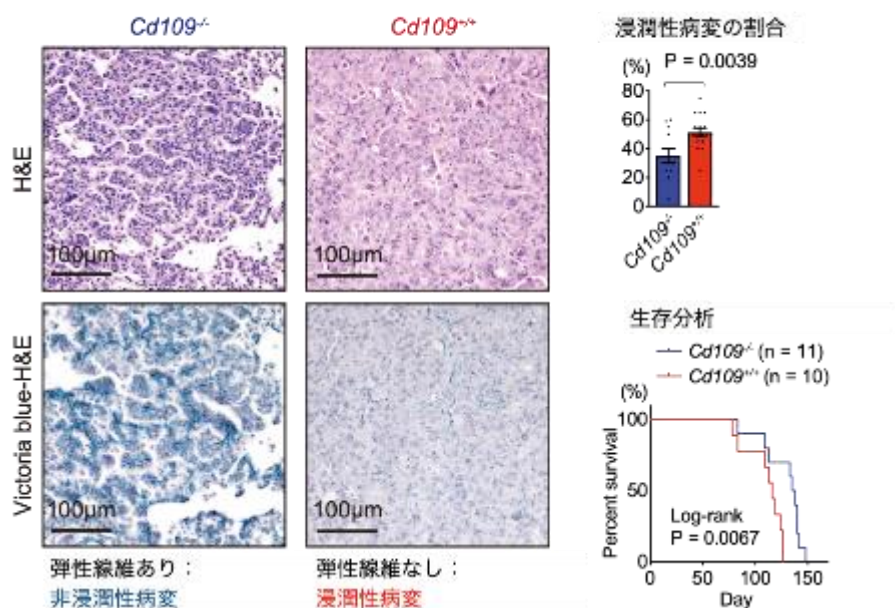 Cd109-/-
Cd109+/+
H&E
100μm
100μm
Victoria blue-H&E
100μm
100μm
弾性線維あり：
非浸潤性病変
弾性線維なし：
浸潤性病変
浸潤性病変の割合
(%)
P = 0.0039
80
60
40
20
0
Cd109-/-
Cd109+/+
生存分析
Cd109-/- (n = 11)
Cd109+/+ (n = 10)
(%)
100
50
0
Percent survival
Log-rank
P = 0.0067
0 50 100 150
Day